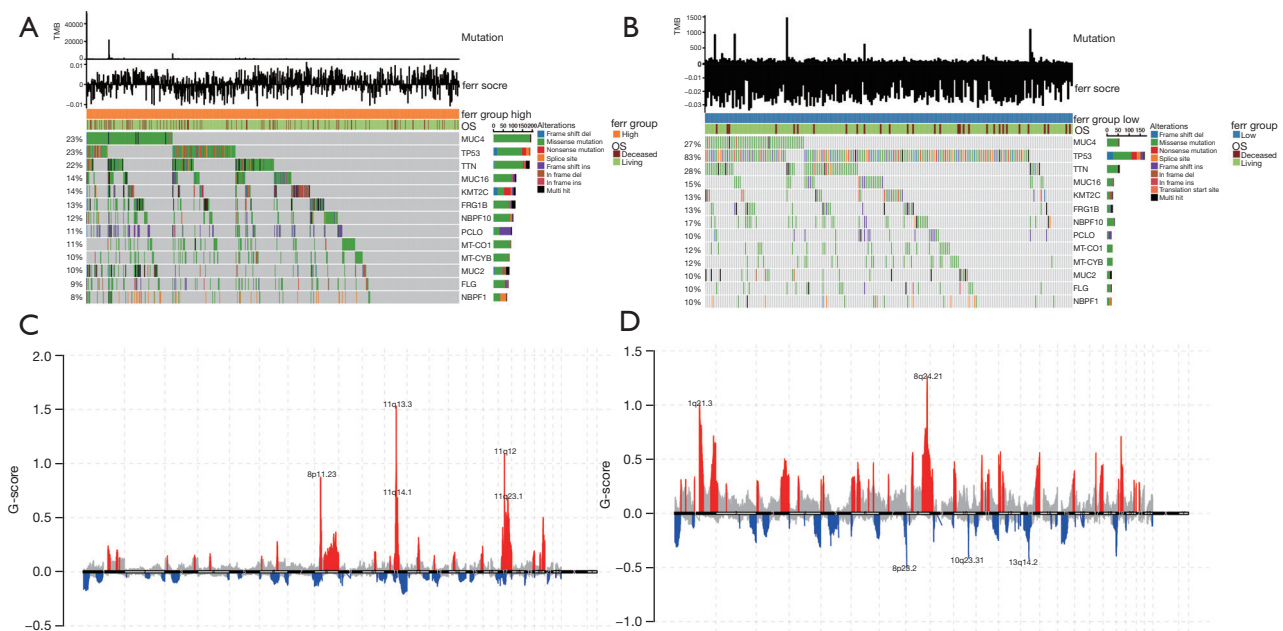 A
TMB
40000
20000
0
Mutation
0.01
0
−0.01
ferr socre
ferr group high
OS
23% MUC4
23% TP53
22% TTN
14% MUC16
14% KMT2C
13% FRG1B
12% NBPF10
11% PCLO
11% MT-CO1
10% MT-CYB
10% MUC2
9% FLG
8% NBPF1
0 50 100 150200
Alterations
Frame shift del
Missense mutation
Nonsense mutation
Splice site
Frame shift ins
In frame del
In frame ins
Multi hit
ferr group
High
OS
Deceased
Living
B
TMB
1500
1000
500
0
Mutation
0
−0.01
−0.02
−0.03
ferr socre
ferr group low
OS
27% MUC4
83% TP53
28% TTN
15% MUC16
13% KMT2C
13% FRG1B
17% NBPF10
10% PCLO
12% MT-CO1
12% MT-CYB
10% MUC2
10% FLG
10% NBPF1
0 50 100 150
Alterations
Frame shift del
Missense mutation
Nonsense mutation
Splice site
Frame shift ins
In frame del
In frame ins
Translation start site
Multi hit
ferr group
Low
OS
Deceased
Living
C
G-score
2.0
1.5
1.0
0.5
0.0
−0.5
8p11.23
11q13.3
11q14.1
11q12
11q23.1
D
G-score
1.5
1.0
0.5
0.0
−0.5
−1.0
1q21.3
8q24.21
8p23.2
10q23.31
13q14.2